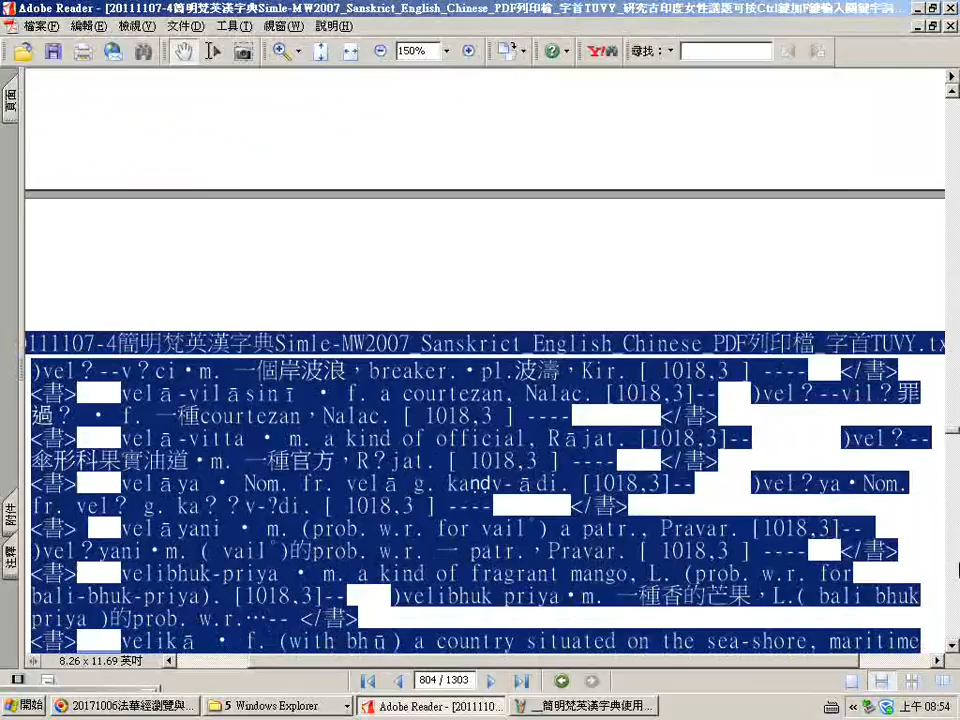 Adobe Reader - [20111107-4簡明梵英漢字典Simle-MW2007_Sanskrict_English_Chinese_PDF列印檔_字首TUVY_研究古印度女性議題可按Ctrl鍵加F鍵輸入關鍵字詞...
檔案(F) 編輯(E) 檢視(V) 文件(D) 工具(T) 視窗(W) 說明(H)
150% Y! 尋找:
頁面
111107-4簡明梵英漢字典Simle-MW2007_Sanskrict_English_Chinese_PDF列印檔_字首TUVY.tx
)vel？--v？ci‧m. 一個岸波浪，breaker.‧pl.波濤，Kir. [ 1018,3 ] ---- </書>
<書> velā-vilāsinī ‧ f. a courtezan, Nalac. [1018,3]-- )vel？--vil？罪
過？ ‧ f. 一種courtezan，Nalac. [ 1018,3 ] ---- </書>
<書> velā-vitta ‧ m. a kind of official, Rājat. [1018,3]-- )vel？--
傘形科果實油道‧m. 一種官方，R？jat. [ 1018,3 ] ---- </書>
<書> velāya ‧ Nom. fr. velā g. kandv-ādi. [1018,3]-- )vel？ya‧Nom.
fr. vel？ g. ka？？v-?di. [ 1018,3 ] ---- </書>
<書> velāyani ‧ m. (prob. w.r. for vail°) a patr., Pravar. [1018,3]--
)vel？yani‧m. ( vail°)的prob. w.r. 一 patr.，Pravar. [ 1018,3 ] ---- </書>
<書> velibhuk-priya ‧ m. a kind of fragrant mango, L. (prob. w.r. for
bali-bhuk-priya). [1018,3]-- )velibhuk priya‧m. 一種香的芒果，L.( bali bhuk
priya )的prob. w.r.…-- </書>
<書> velikā ‧ f. (with bhū) a country situated on the sea-shore, maritime
附件
注釋
8.26 x 11.69 英吋
804 / 1303
開始 20171006法華經瀏覽與... 5 Windows Explorer Adobe Reader - [2011110... __簡明梵英字典使用... 上午 08:54